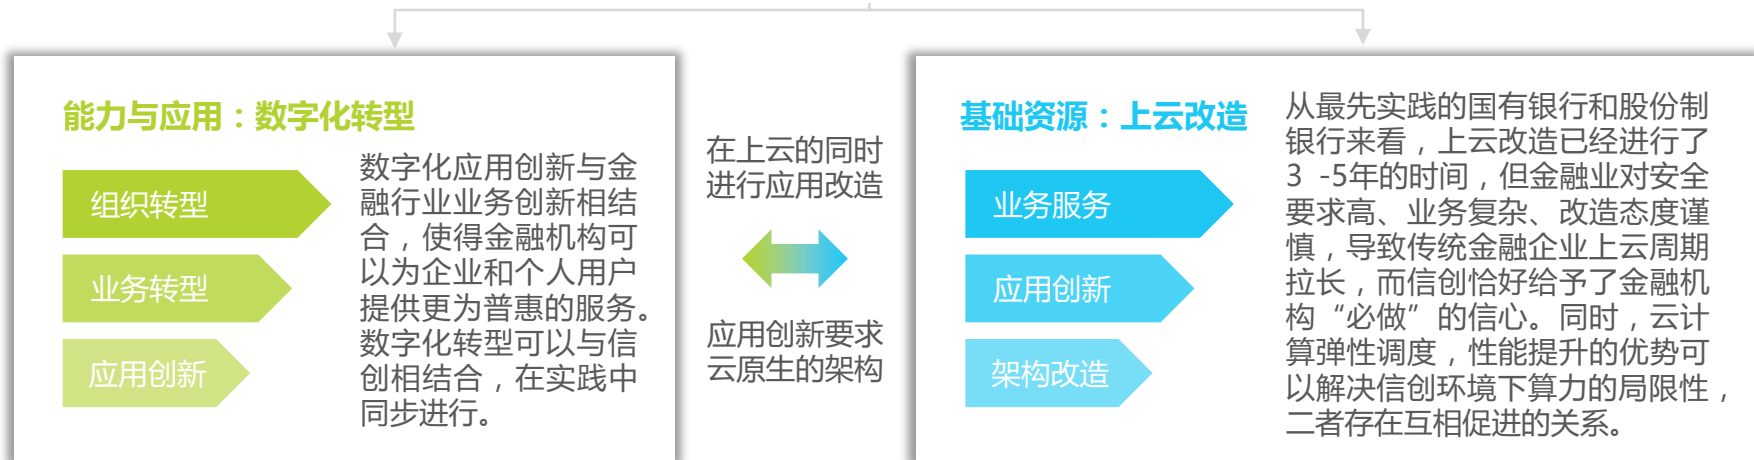 能力与应用：数字化转型
组织转型
业务转型
应用创新
数字化应用创新与金
融行业业务创新相结
合，使得金融机构可
以为企业和个人用户
提供更为普惠的服务。
数字化转型可以与信
创相结合，在实践中
同步进行。
在上云的同时
进行应用改造
应用创新要求
云原生的架构
基础资源：上云改造
业务服务
应用创新
架构改造
从最先实践的国有银行和股份制
银行来看，上云改造已经进行了
3 -5年的时间，但金融业对安全
要求高、业务复杂、改造态度谨
慎，导致传统金融企业上云周期
拉长，而信创恰好给予了金融机
构“必做”的信心。同时，云计
算弹性调度，性能提升的优势可
以解决信创环境下算力的局限性，
二者存在互相促进的关系。